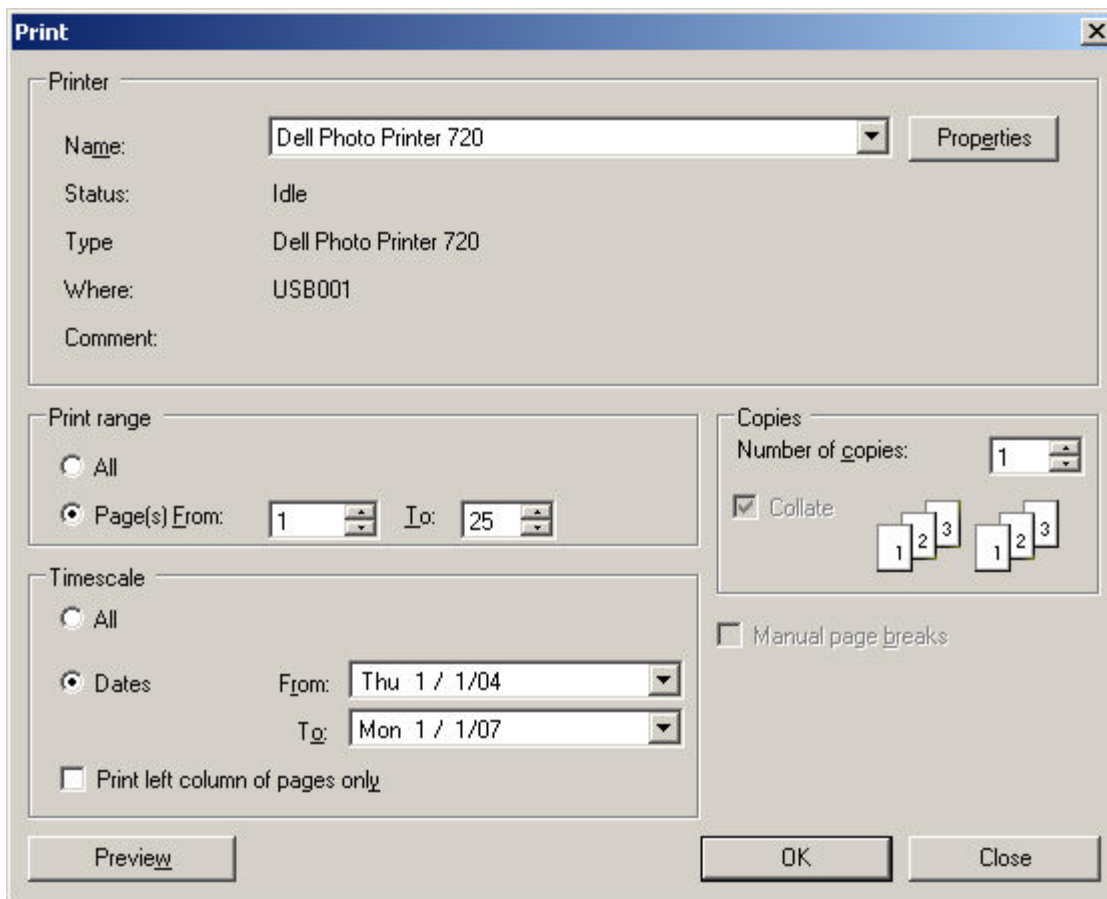 Print
Printer
Name: Dell Photo Printer 720 Properties
Status: Idle
Type Dell Photo Printer 720
Where: USB001
Comment:
Print range
All
Page(s) From: 1 To: 25
Copies
Number of copies: 1
Collate
1 2 3 1 2 3
Timescale
All
Dates From: Thu 1 / 1/04
To: Mon 1 / 1/07
Print left column of pages only
Manual page breaks
Preview OK Close